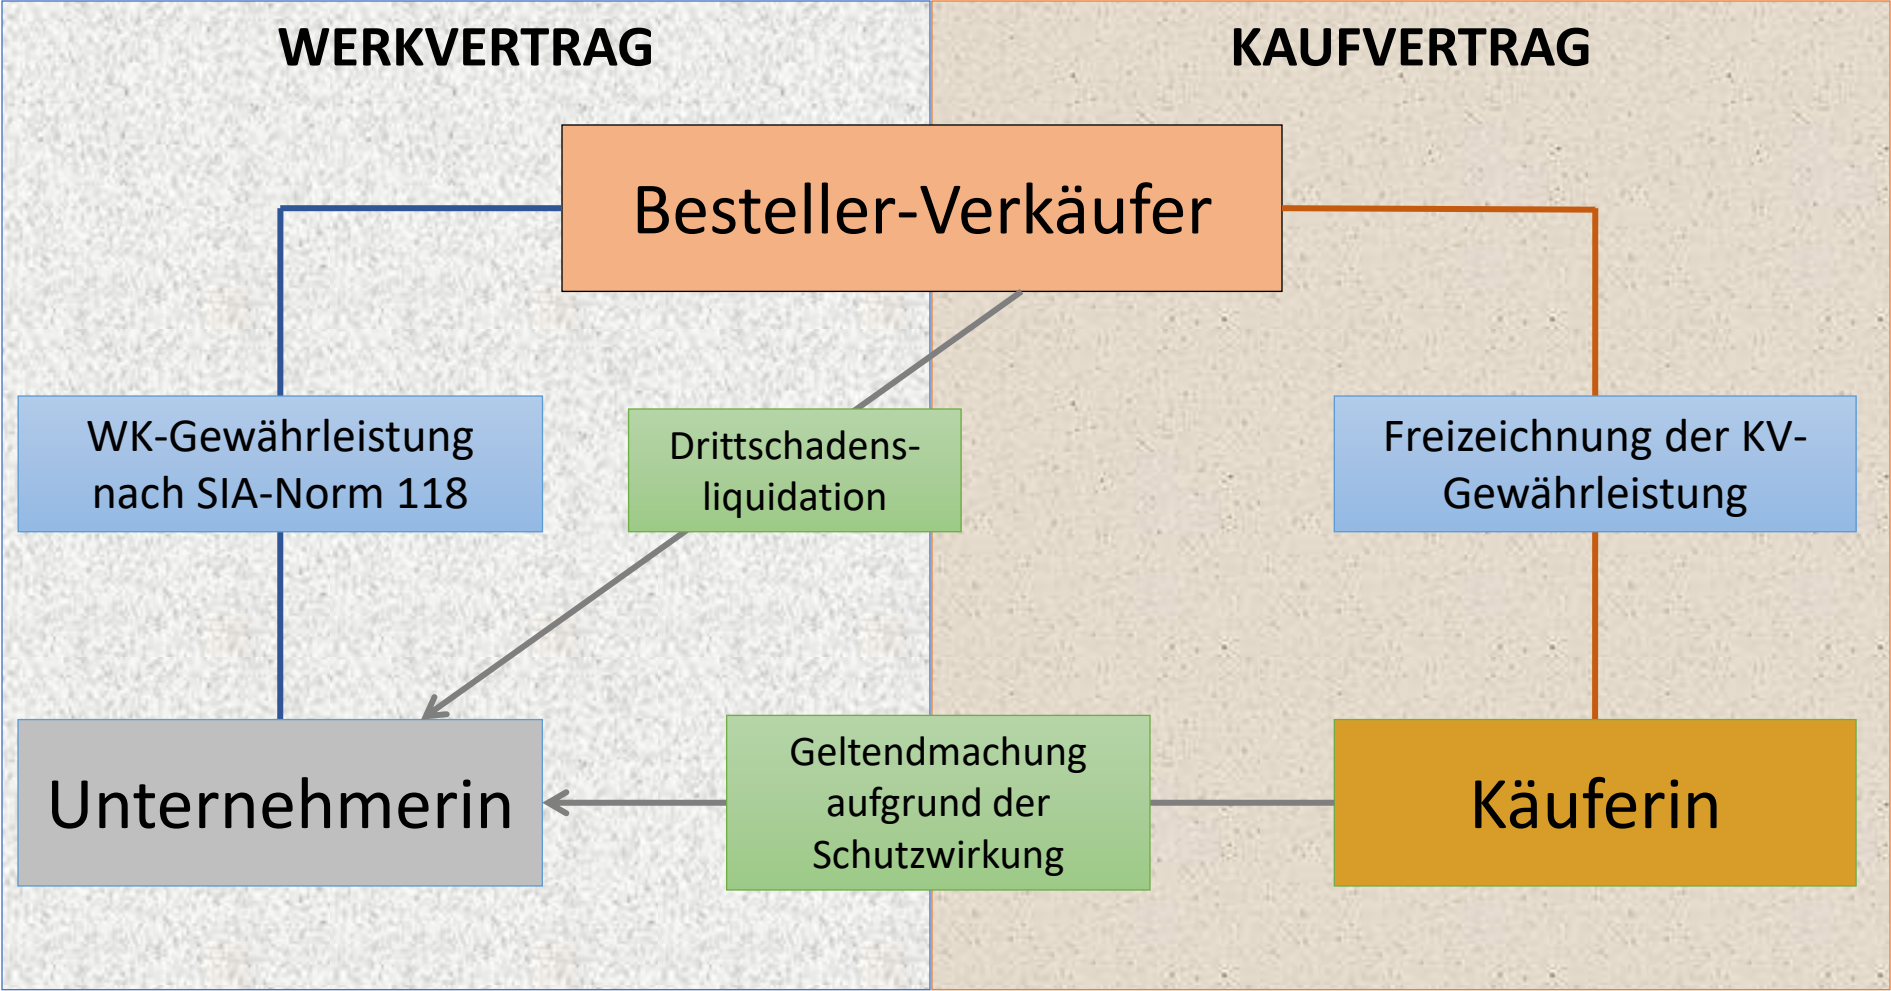 WERKVERTRAG
KAUFVERTRAG
Besteller-Verkäufer
WK-Gewährleistung
nach SIA-Norm 118
Drittschadens-
liquidation
Freizeichnung der KV-
Gewährleistung
Unternehmerin
Geltendmachung
aufgrund der
Schutzwirkung
Käuferin